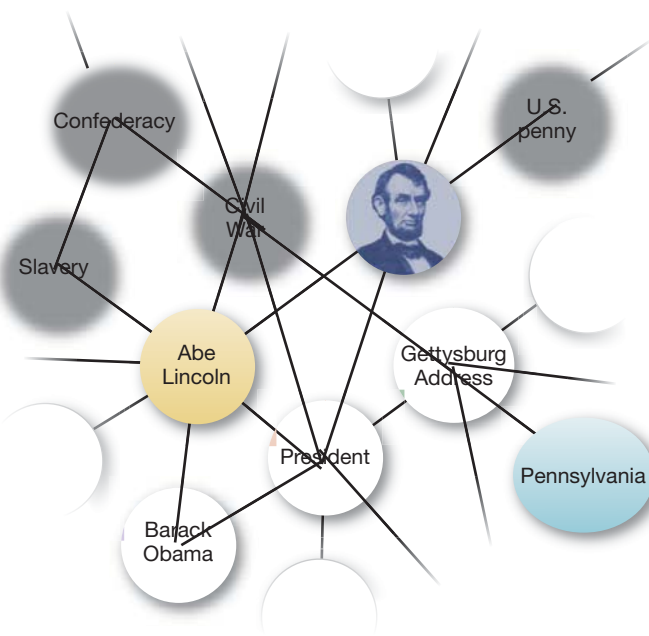 Confederacy
U.S.
penny
Civil
War
Slavery
Abe
Lincoln
Gettysburg
Address
President
Pennsylvania
Barack
Obama